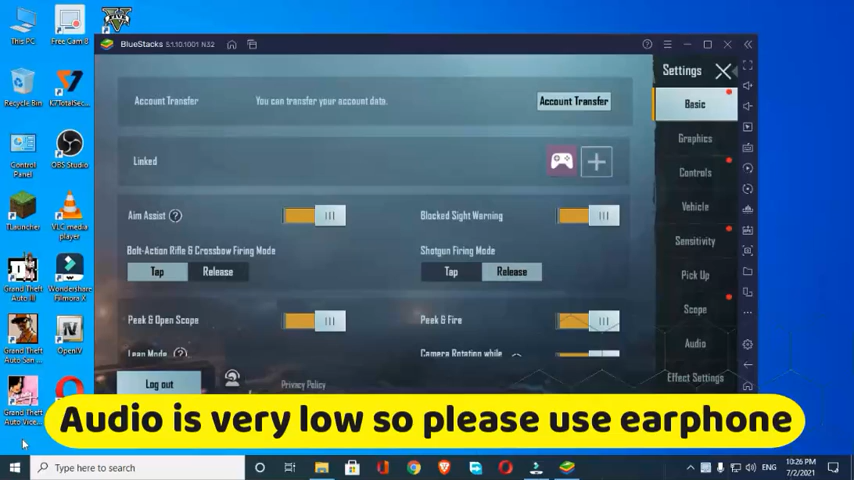 BlueStacks 5.1.10.1001 N32
This PC
Free Cam 8
Recycle Bin
K7TotalSec...
Control
Panel
OBS Studio
TLauncher
VLC media
player
Grand Theft
Auto III
Wondershare
Filmora X
Grand Theft
Auto San...
OpenIV
Grand Theft
Auto Vice...
Account Transfer
You can transfer your account data.
Account Transfer
Linked
Aim Assist ?
Blocked Sight Warning
Bolt-Action Rifle & Crossbow Firing Mode
Tap
Release
Shotgun Firing Mode
Tap
Release
Peek & Open Scope
Peek & Fire
Lean Mode ?
Camera Rotating while
Log out
Privacy Policy
Settings
Basic
Graphics
Controls
Vehicle
Sensitivity
Pick Up
Scope
Audio
Effect Settings
Audio is very low so please use earphone
Type here to search
ENG
10:26 PM
7/2/2021